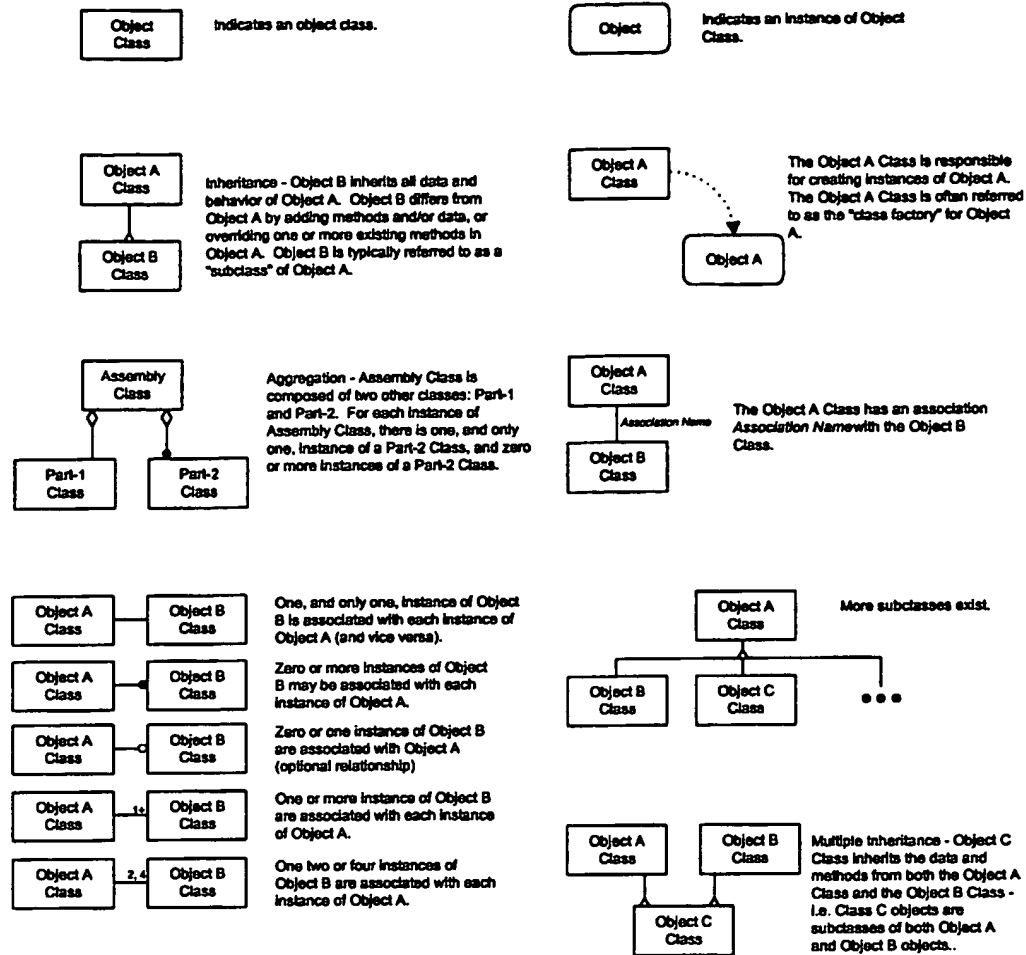 Object
Class
Indicates an object class.
Object
Indicates an instance of Object
Class.
Object A
Class
Object B
Class
Inheritance - Object B inherits all data and
behavior of Object A. Object B differs from
Object A by adding methods and/or data, or
overriding one or more existing methods in
Object A. Object B is typically referred to as a
"subclass" of Object A.
Object A
Class
Object A
The Object A Class is responsible
for creating instances of Object A.
The Object A Class is often referred
to as the "class factory" for Object
A.
Assembly
Class
Part-1
Class
Part-2
Class
Aggregation - Assembly Class is
composed of two other classes: Part-1
and Part-2. For each instance of
Assembly Class, there is one, and only
one, instance of a Part-2 Class, and zero
or more instances of a Part-2 Class.
Object A
Class
Association Name
Object B
Class
The Object A Class has an association
Association Namewith the Object B
Class.
Object A
Class
Object B
Class
One, and only one, instance of Object
B is associated with each instance of
Object A (and vice versa).
Object A
Class
Object B
Class
Zero or more instances of Object
B may be associated with each
instance of Object A.
Object A
Class
Object B
Class
Zero or one instance of Object B
are associated with Object A
(optional relationship)
Object A
Class
1+
Object B
Class
One or more instance of Object B
are associated with each instance
of Object A.
Object A
Class
2, 4
Object B
Class
One two or four instances of
Object B are associated with each
instance of Object A.
Object A
Class
More subclasses exist.
Object B
Class
Object C
Class
Object A
Class
Object B
Class
Object C
Class
Multiple Inheritance - Object C
Class inherits the data and
methods from both the Object A
Class and the Object B Class -
i.e. Class C objects are
subclasses of both Object A
and Object B objects..